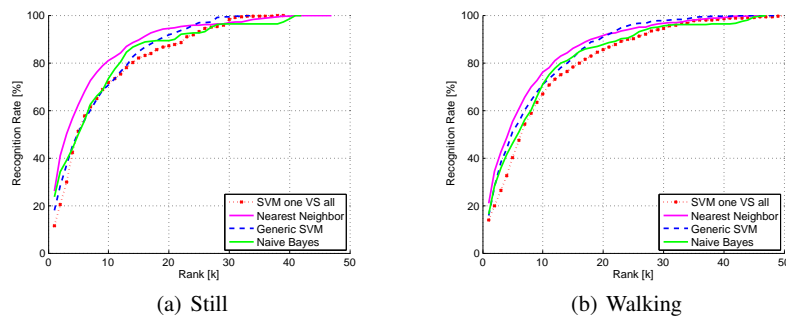 100
80
60
40
20
0
Recognition Rate [%]
0 10 20 30 40 50
Rank [k]
SVM one VS all
Nearest Neighbor
Generic SVM
Naive Bayes
(a) Still
100
80
60
40
20
0
Recognition Rate [%]
0 10 20 30 40 50
Rank [k]
SVM one VS all
Nearest Neighbor
Generic SVM
Naive Bayes
(b) Walking